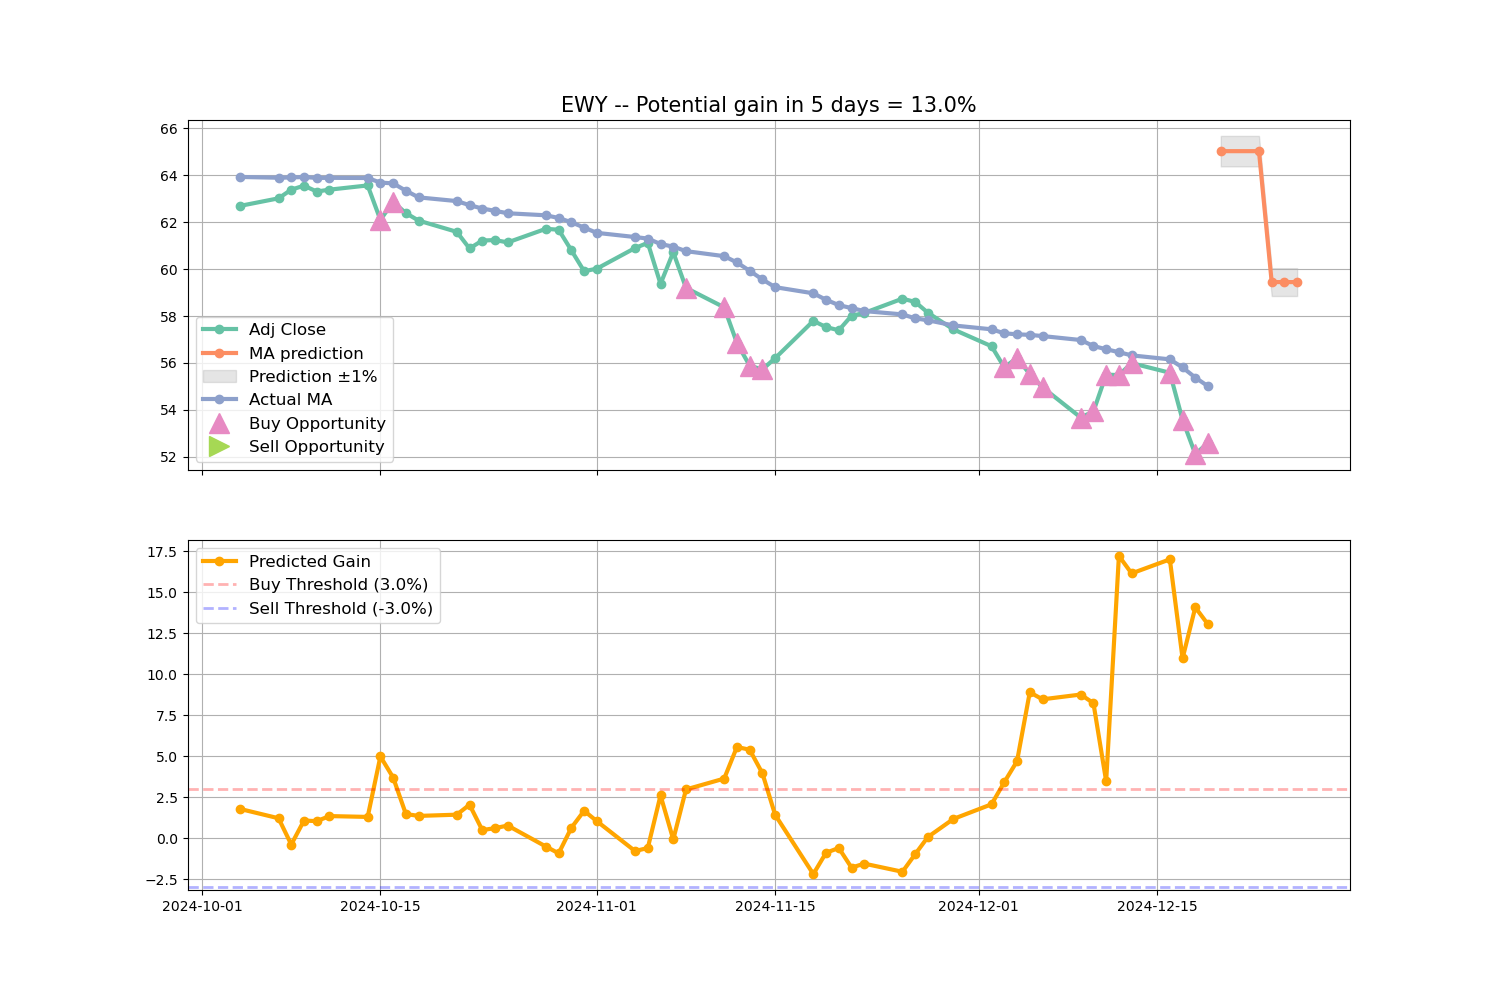 EWY -- Potential gain in 5 days = 13.0%
66
64
62
60
58
56
54
52
Adj Close
MA prediction
Prediction ±1%
Actual MA
Buy Opportunity
Sell Opportunity
17.5
15.0
12.5
10.0
7.5
5.0
2.5
0.0
−2.5
Predicted Gain
Buy Threshold (3.0%)
Sell Threshold (-3.0%)
2024-10-01 2024-10-15 2024-11-01 2024-11-15 2024-12-01 2024-12-15